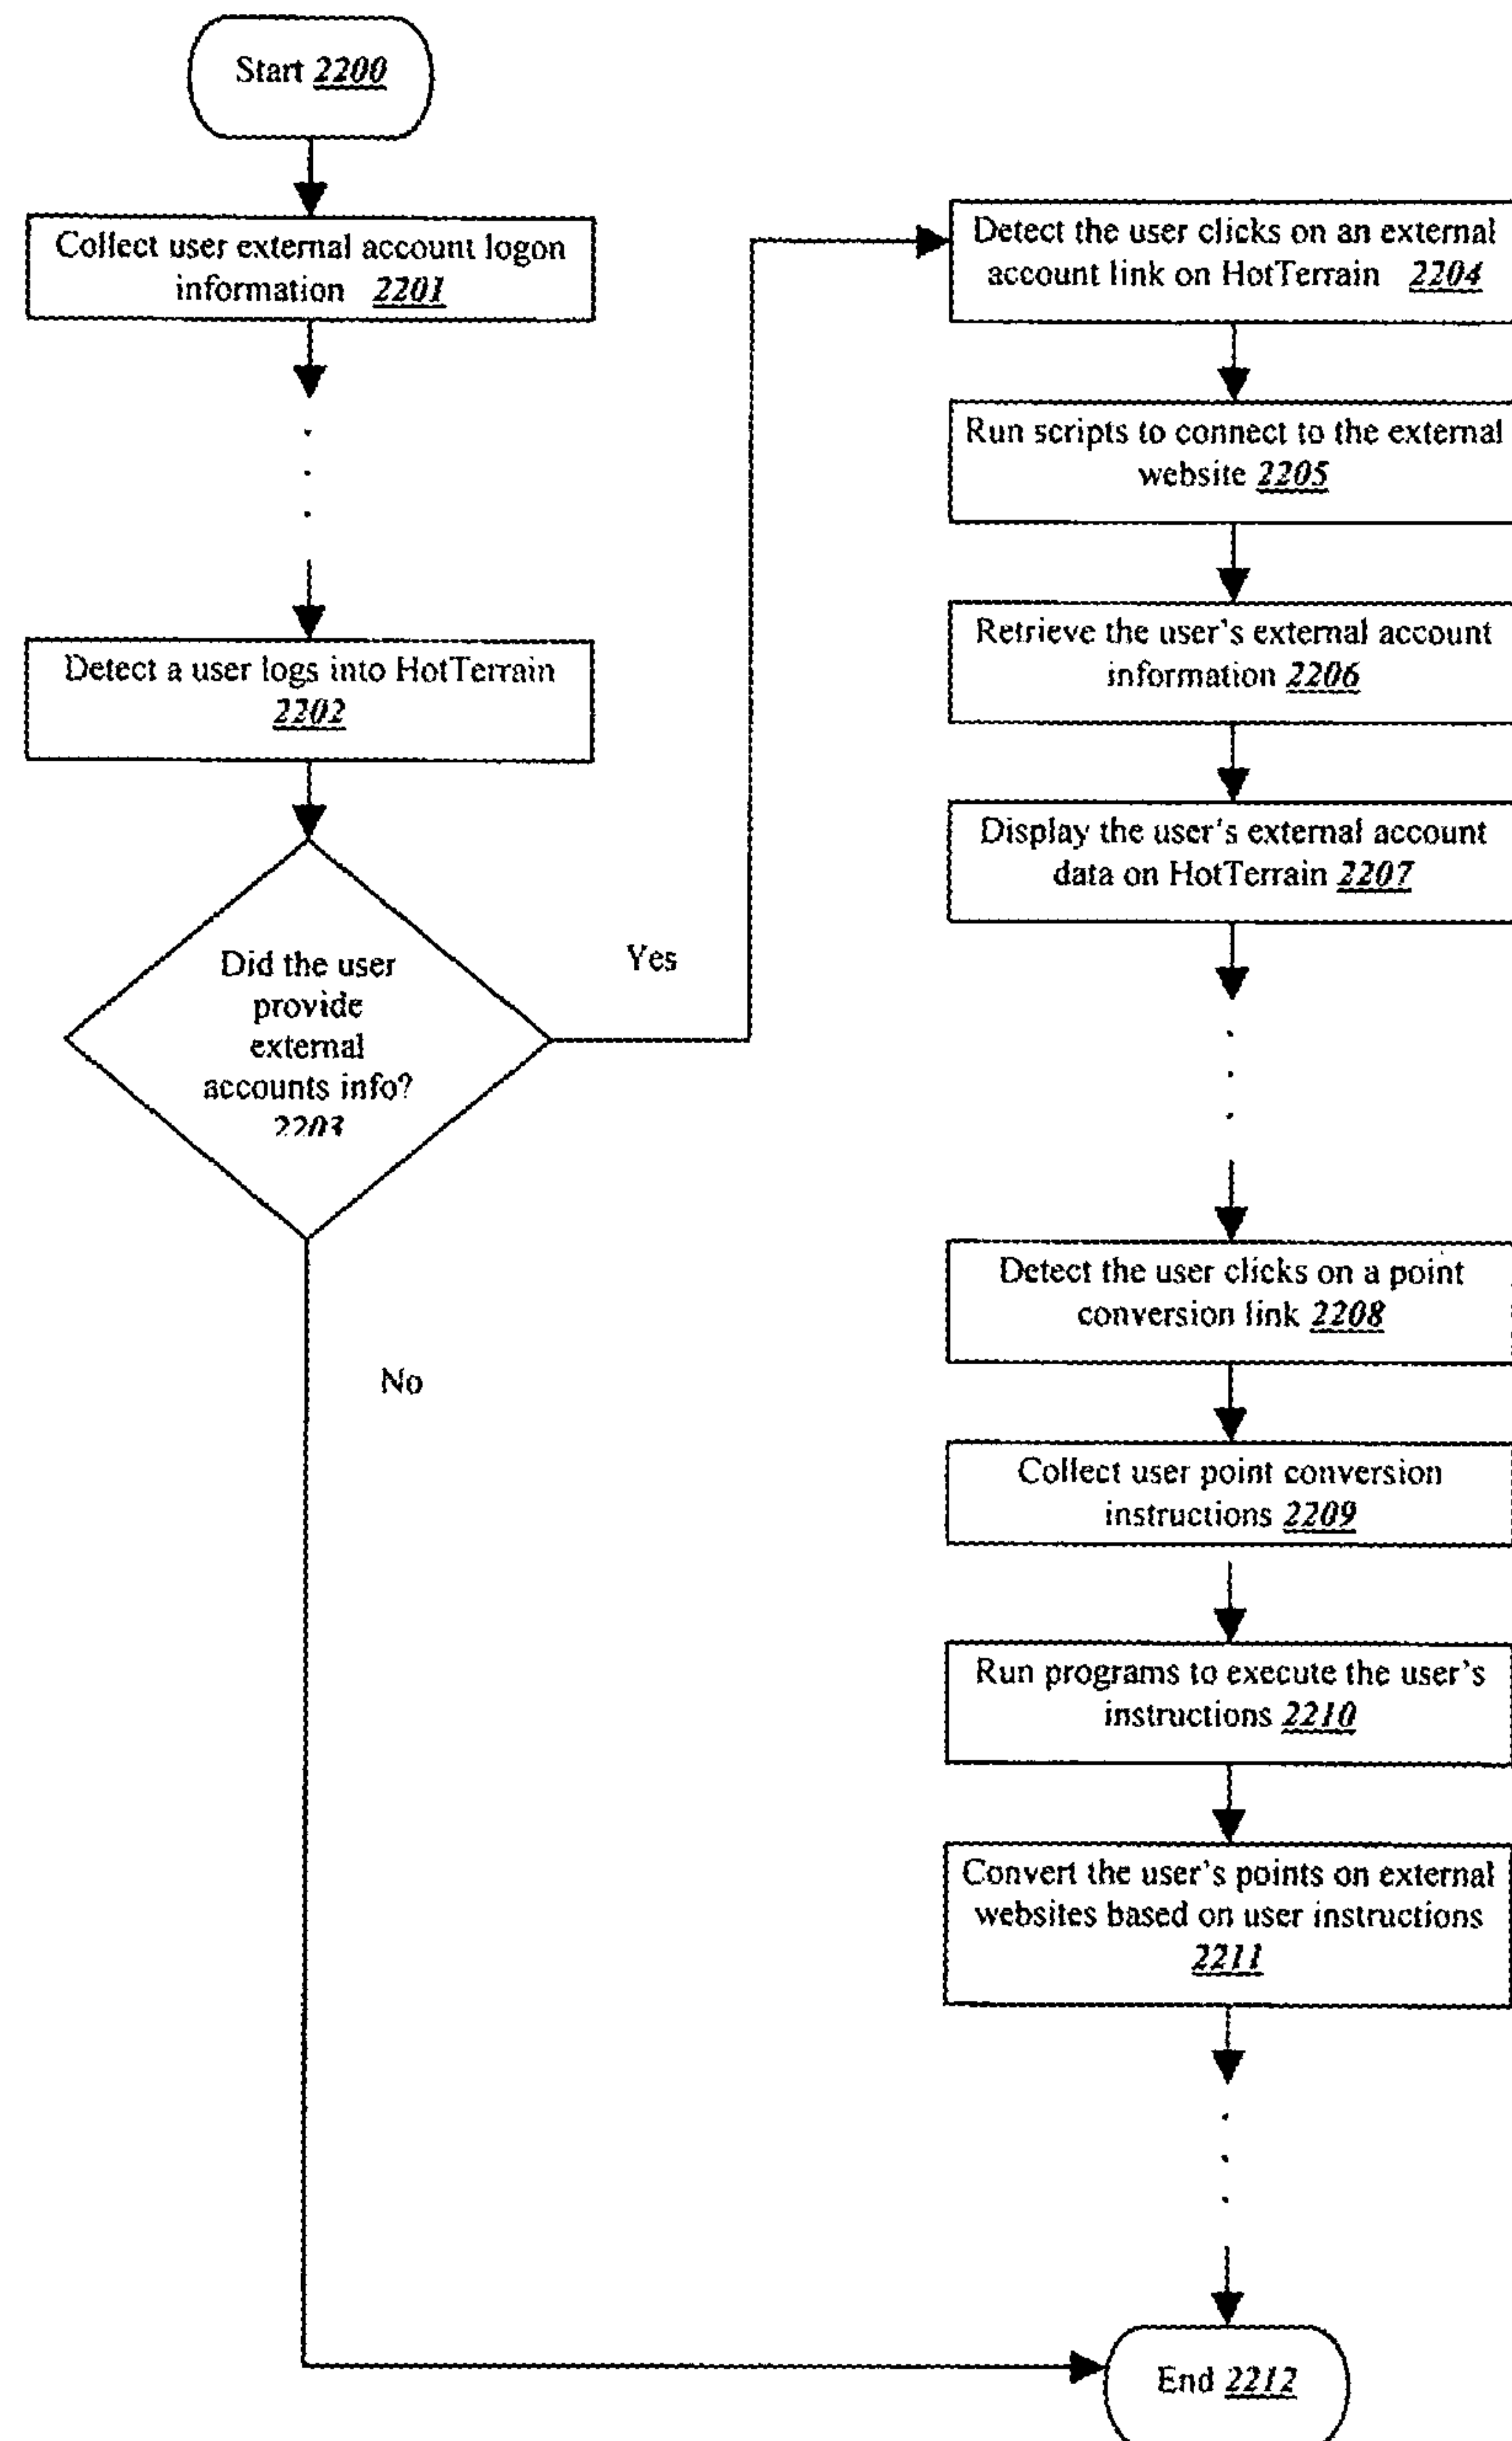 Start 2200
Collect user external account logon
information 2201
Detect a user logs into HotTerrain
2202
Did the user
provide
external
accounts info?
2203
Yes
No
Detect the user clicks on an external
account link on HotTerrain 2204
Run scripts to connect to the external
website 2205
Retrieve the user's external account
information 2206
Display the user's external account
data on HotTerrain 2207
Detect the user clicks on a point
conversion link 2208
Collect user point conversion
instructions 2209
Run programs to execute the user's
instructions 2210
Convert the user's points on external
websites based on user instructions
2211
End 2212